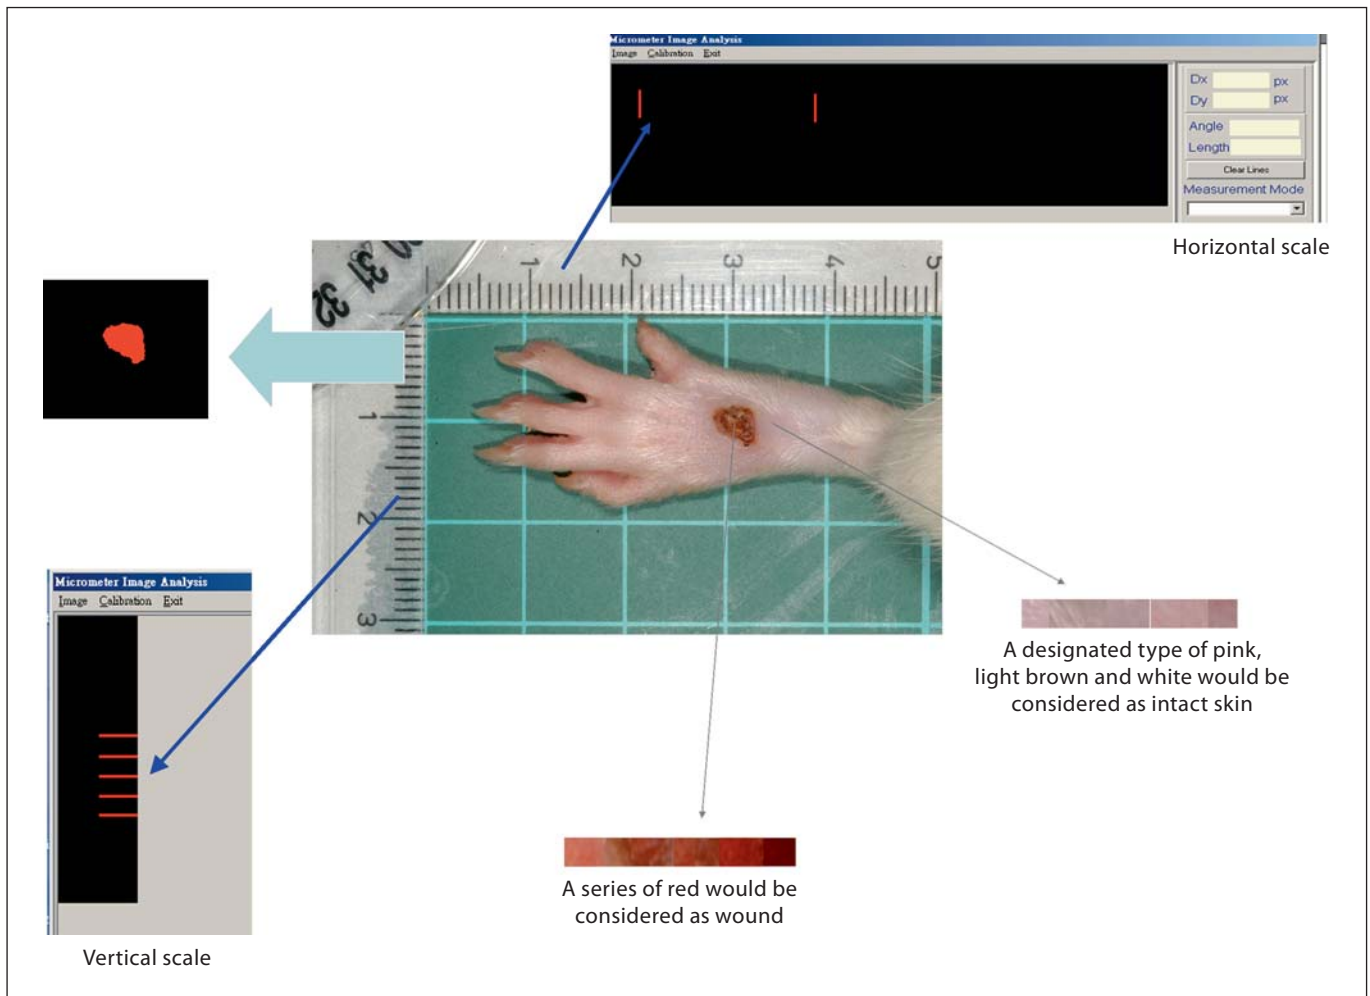 Micrometer Image Analysis
Image Calibration Exit
Dx px
Dy px
Angle
Length
Clear Lines
Measurement Mode
Horizontal scale
31 32
1 2 3 4 5
1
2
3
Micrometer Image Analysis
Image Calibration Exit
A designated type of pink,
light brown and white would be
considered as intact skin
A series of red would be
considered as wound
Vertical scale